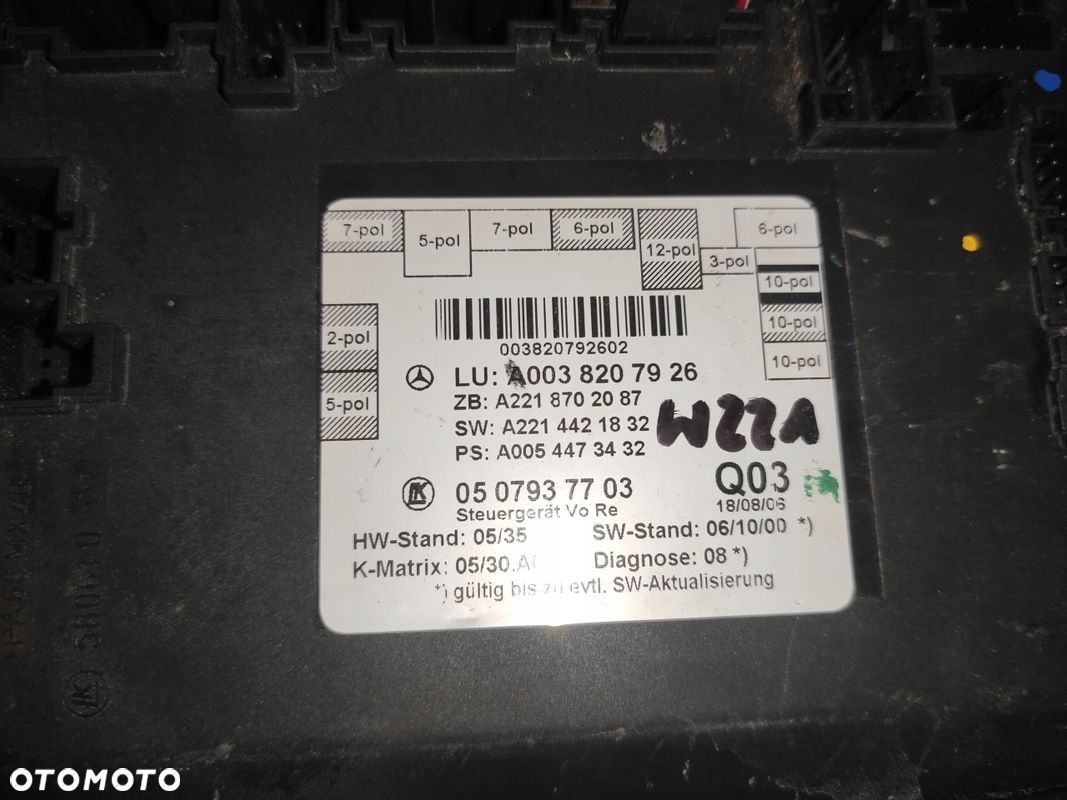 7-pol
5-pol
7-pol
6-pol
12-pol
3-pol
6-pol
10-pol
10-pol
10-pol
2-pol
5-pol
003820792602
LU: A003 820 79 26
ZB: A221 870 20 87
SW: A221 442 18 32
PS: A005 447 34 32
W221
LK 05 0793 77 03
Q03
Steuergerät Vo Re
18/08/06
HW-Stand: 05/35
SW-Stand: 06/10/00 *)
K-Matrix: 05/30.A
Diagnose: 08 *)
*) gültig bis zu evtl. SW-Aktualisierung
OTOMOTO